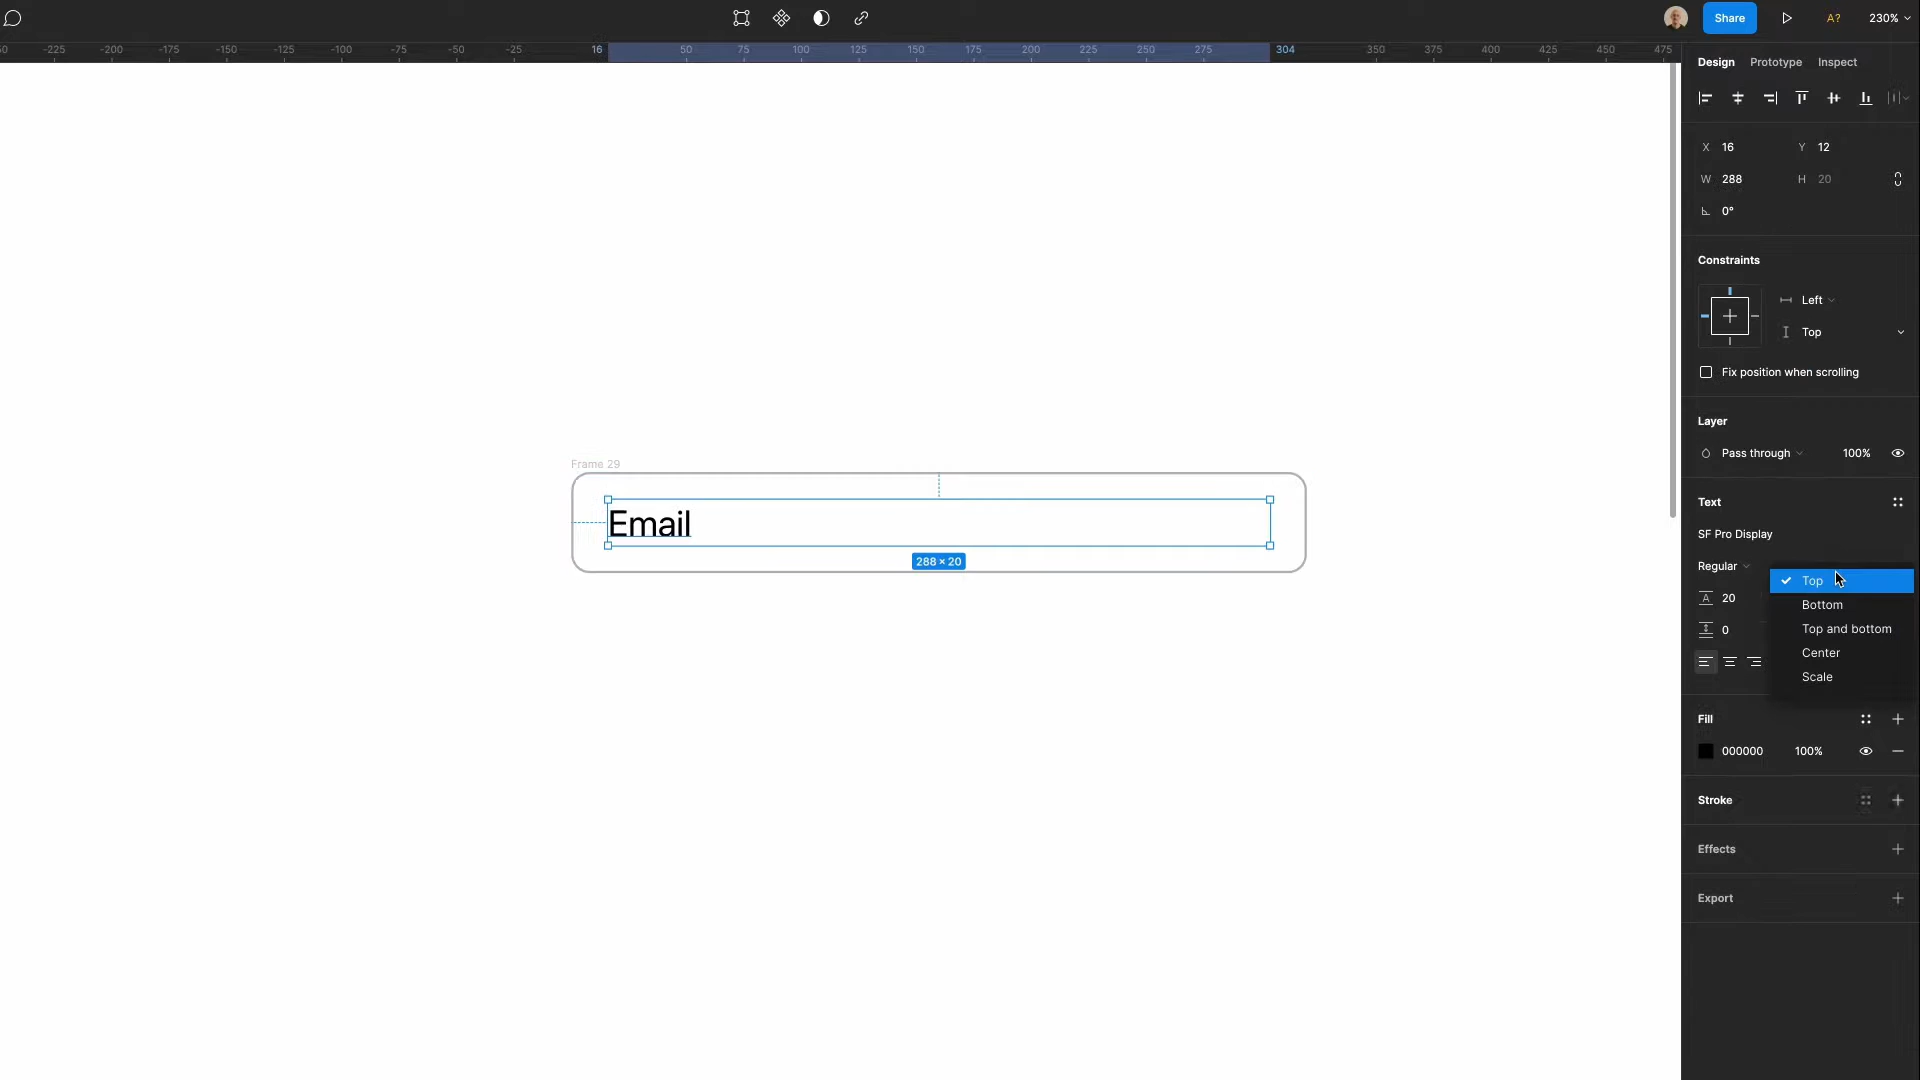 Share
A?
230%
-225 -200 -175 -150 -125 -100 -75 -50 -25 16 50 75 100 125 150 175 200 225 250 275 304 350 375 400 425 450 475
Design Prototype Inspect
X 16 Y 12
W 288 H 20
0°
Constraints
Left
Top
Fix position when scrolling
Layer
Pass through 100%
Frame 29
Email
288 × 20
Text
SF Pro Display
Regular
A 20
0
Top
Bottom
Top and bottom
Center
Scale
Fill
000000 100%
Stroke
Effects
Export